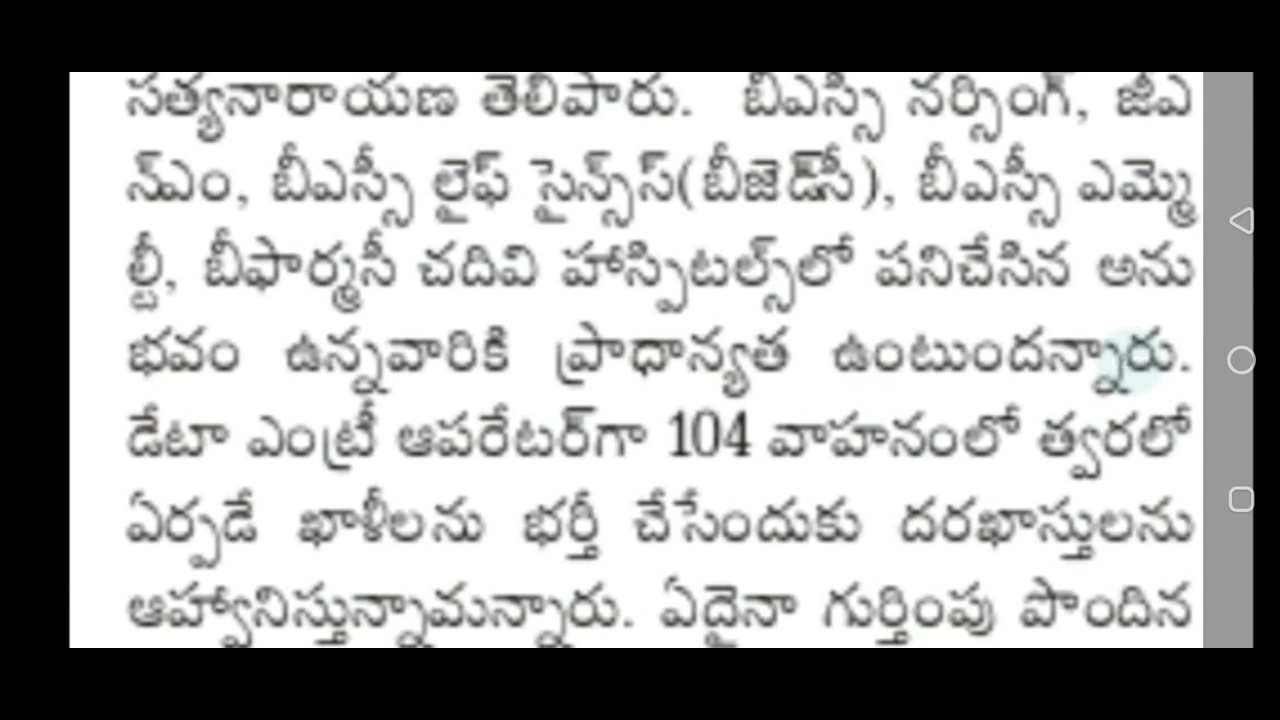 సత్యనారాయణ తెలిపారు. బీఎస్సీ నర్సింగ్, జీఎ
న్ఎం, బీఎస్సీ లైఫ్ సైన్స్‌స్(బీజెడ్‌సీ), బీఎస్సీ ఎమ్మె
ల్టీ, బీఫార్మసీ చదివి హాస్పిటల్స్‌లో పనిచేసిన అను
భవం ఉన్నవారికి ప్రాధాన్యత ఉంటుందన్నారు.
డేటా ఎంట్రీ ఆపరేటర్‌గా 104 వాహనంలో త్వరలో
ఏర్పడే ఖాళీలను భర్తీ చేసేందుకు దరఖాస్తులను
ఆహ్వానిస్తున్నామన్నారు. ఏదైనా గుర్తింపు పొందిన